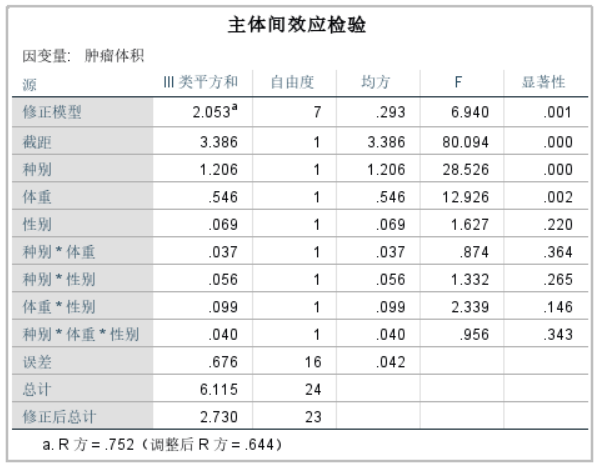 主体间效应检验
因变量: 肿瘤体积
源 III 类平方和 自由度 均方 F 显著性
修正模型 2.053a 7 .293 6.940 .001
截距 3.386 1 3.386 80.094 .000
种别 1.206 1 1.206 28.526 .000
体重 .546 1 .546 12.926 .002
性别 .069 1 .069 1.627 .220
种别 * 体重 .037 1 .037 .874 .364
种别 * 性别 .056 1 .056 1.332 .265
体重 * 性别 .099 1 .099 2.339 .146
种别 * 体重 * 性别 .040 1 .040 .956 .343
误差 .676 16 .042
总计 6.115 24
修正后总计 2.730 23
a. R 方 = .752（调整后 R 方 = .644）